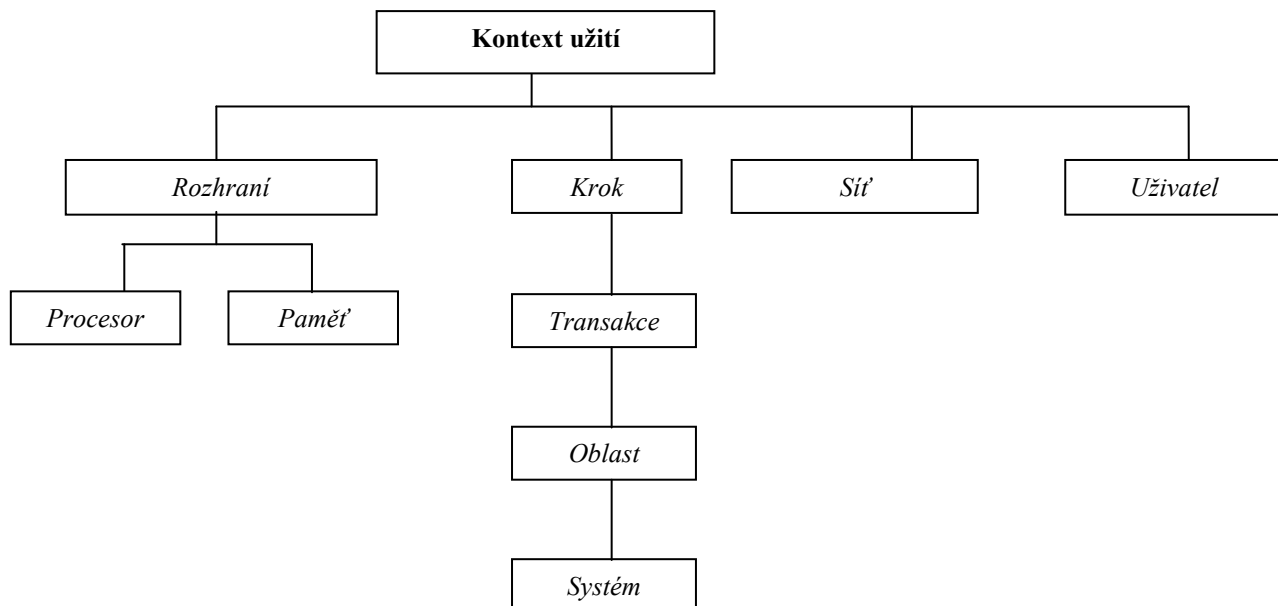 Kontext užití
Rozhraní
Krok
Síť
Uživatel
Procesor
Paměť
Transakce
Oblast
Systém